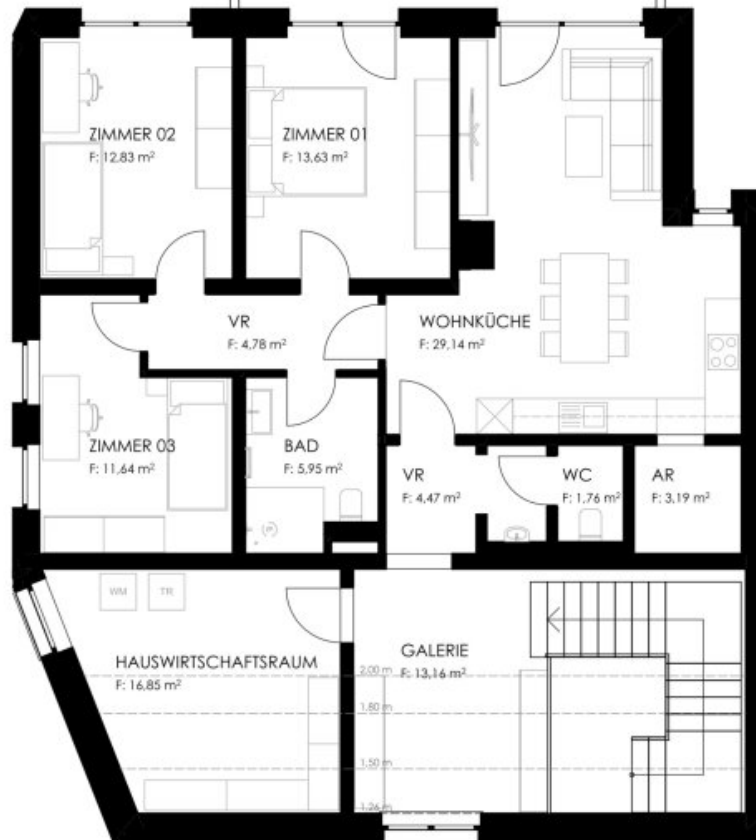 ZIMMER 02
F: 12,83 m²
ZIMMER 01
F: 13,63 m²
VR
F: 4,78 m²
WOHNKÜCHE
F: 29,14 m²
ZIMMER 03
F: 11,64 m²
BAD
F: 5,95 m²
VR
F: 4,47 m²
WC
F: 1,76 m²
AR
F: 3,19 m²
WM
TR
HAUSWIRTSCHAFTSRAUM
F: 16,85 m²
GALERIE
F: 13,16 m²
2,00 m
1,80 m
1,50 m
1,26 m